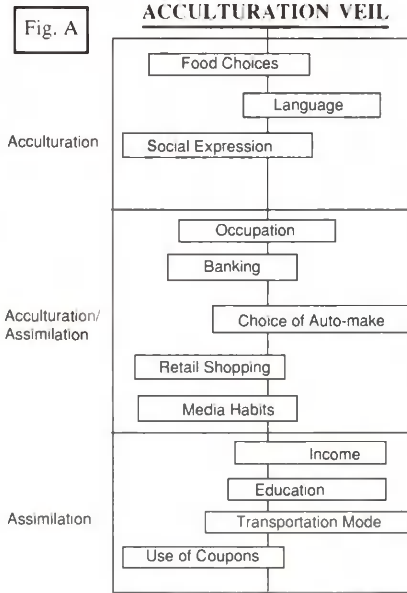 ACCULTURATION VEIL
Fig. A
Food Choices
Language
Acculturation
Social Expression
Occupation
Banking
Acculturation/
Assimilation
Choice of Auto-make
Retail Shopping
Media Habits
Income
Education
Assimilation
Transportation Mode
Use of Coupons